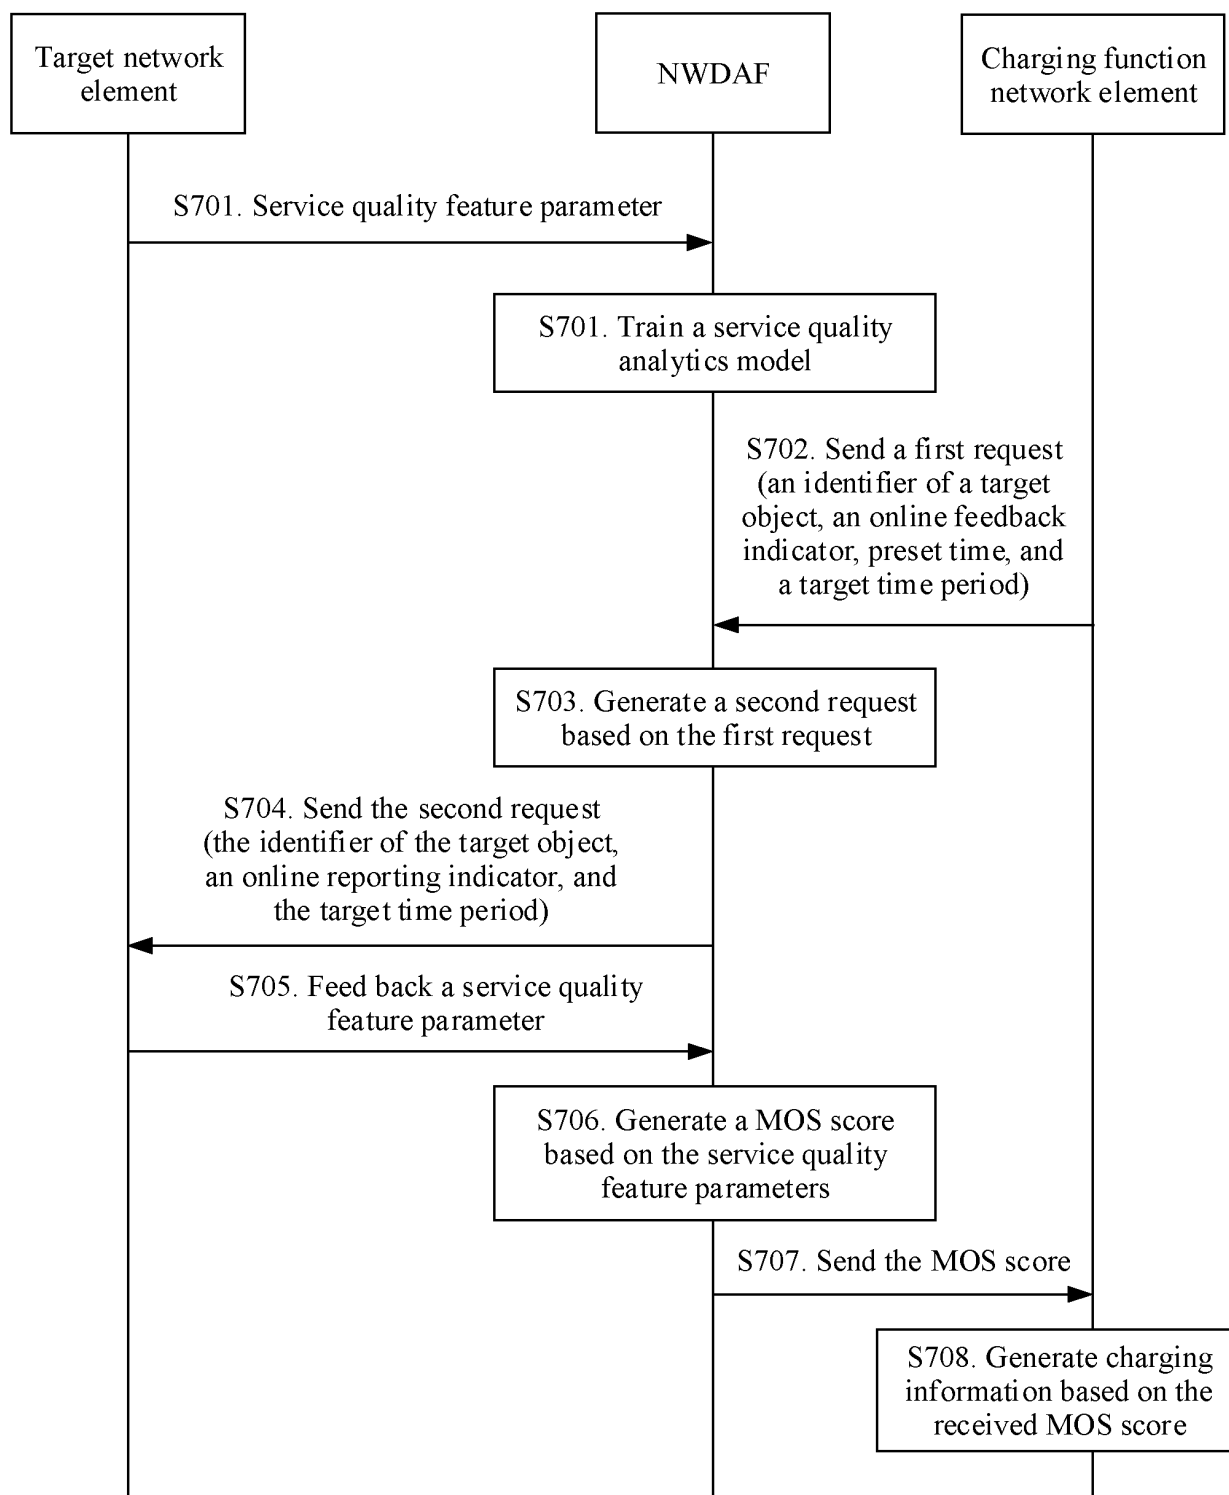 Target network
element
NWDAF
Charging function
network element
S701. Service quality feature parameter
S701. Train a service quality
analytics model
S702. Send a first request
(an identifier of a target
object, an online feedback
indicator, preset time, and
a target time period)
S703. Generate a second request
based on the first request
S704. Send the second request
(the identifier of the target object,
an online reporting indicator, and
the target time period)
S705. Feed back a service quality
feature parameter
S706. Generate a MOS score
based on the service quality
feature parameters
S707. Send the MOS score
S708. Generate charging
information based on the
received MOS score